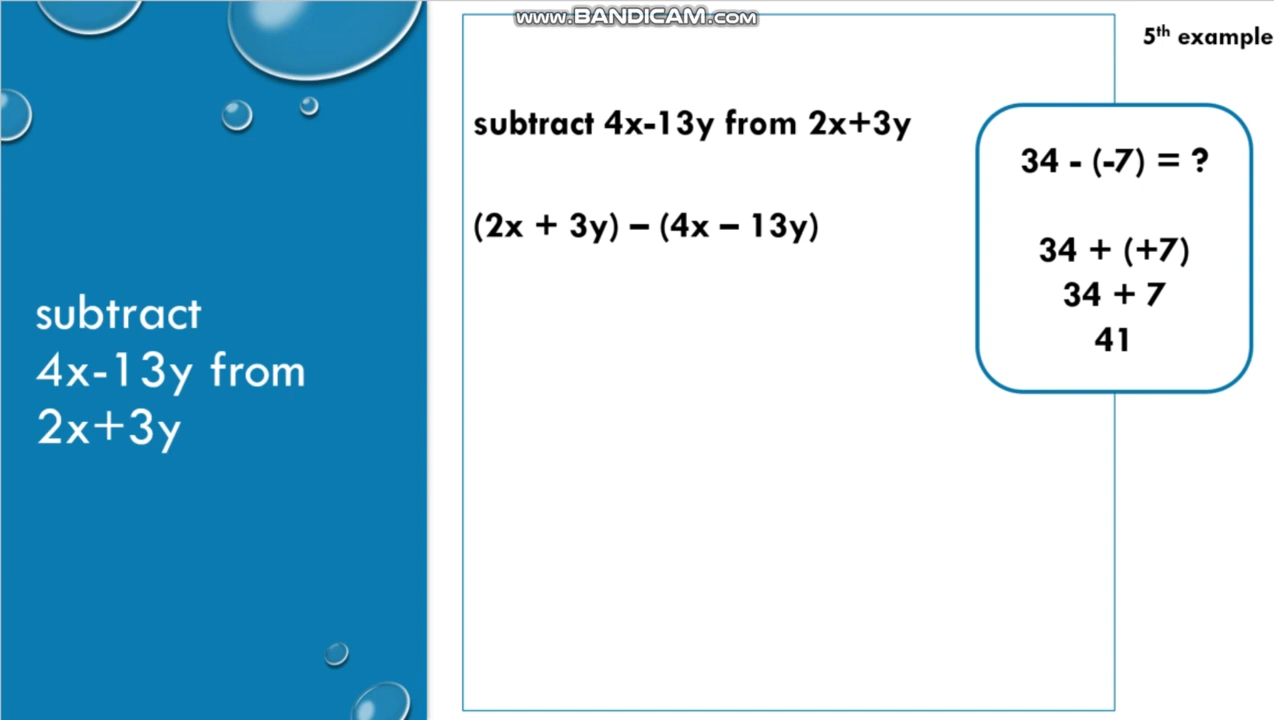 www.BANDICAM.com
5th example
subtract
4x-13y from
2x+3y
subtract 4x-13y from 2x+3y
(2x + 3y) – (4x – 13y)
34 - (-7) = ?
34 + (+7)
34 + 7
41